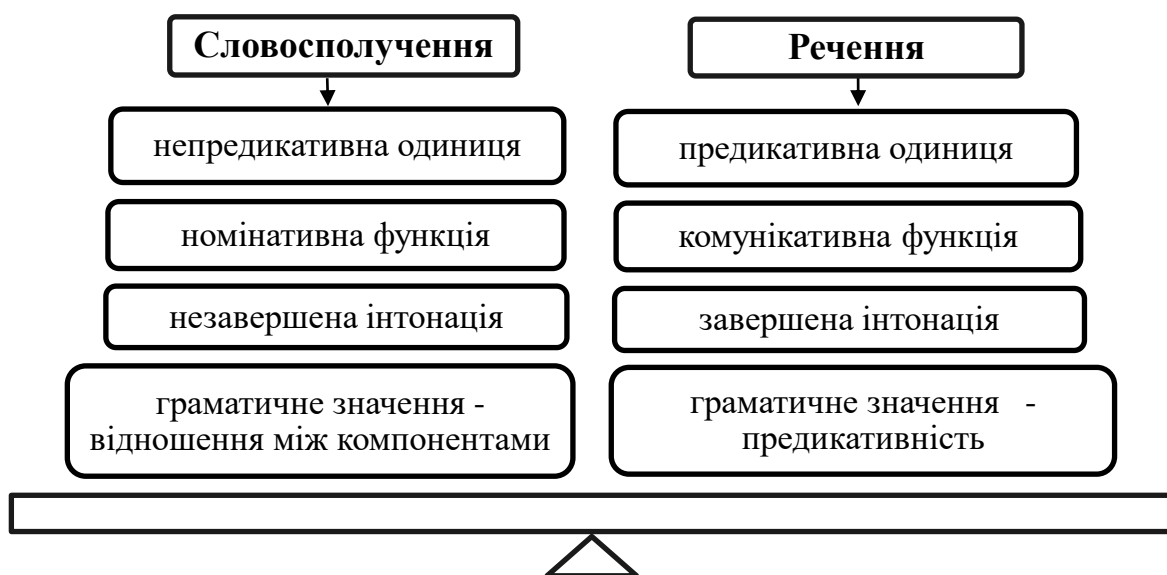 Словосполучення
непредикативна одиниця
номінативна функція
незавершена інтонація
граматичне значення -
відношення між компонентами
Речення
предикативна одиниця
комунікативна функція
завершена інтонація
граматичне значення -
предикативність